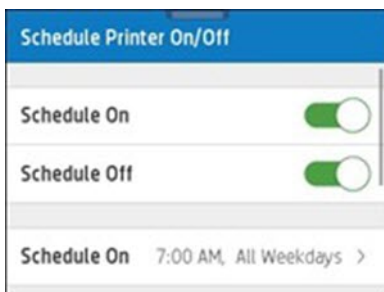 Schedule Printer On/Off
Schedule On
Schedule Off
Schedule On 7:00 AM, All Weekdays >